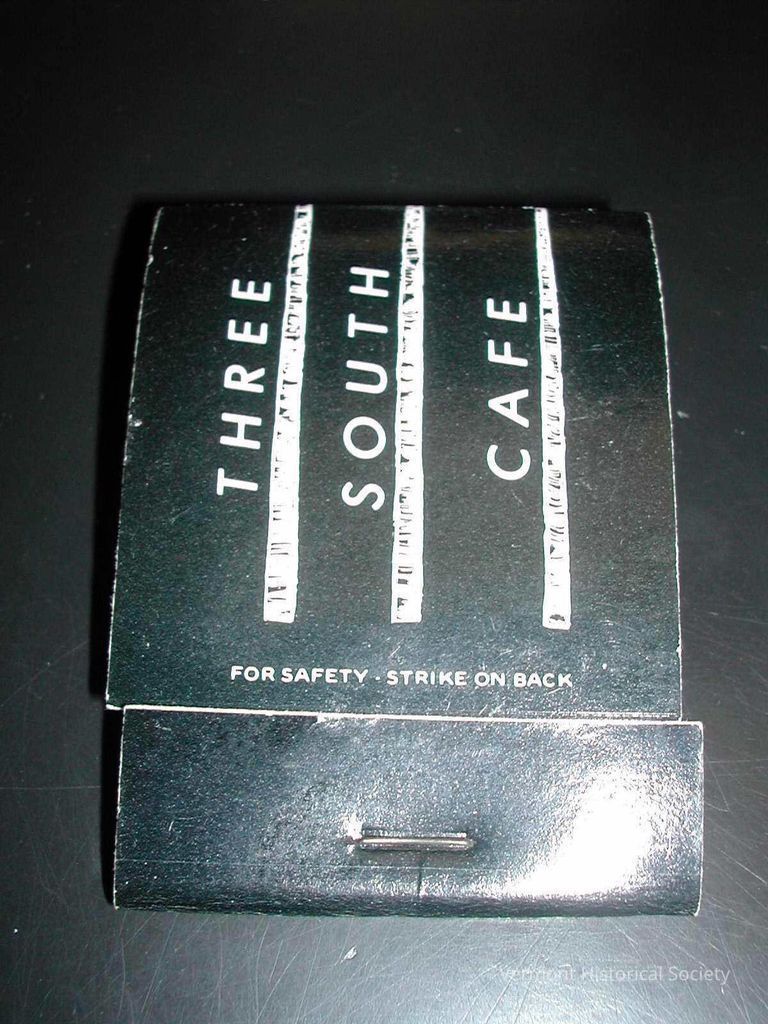 THREE
SOUTH
CAFE
FOR SAFETY · STRIKE ON BACK
Vermont Historical Society